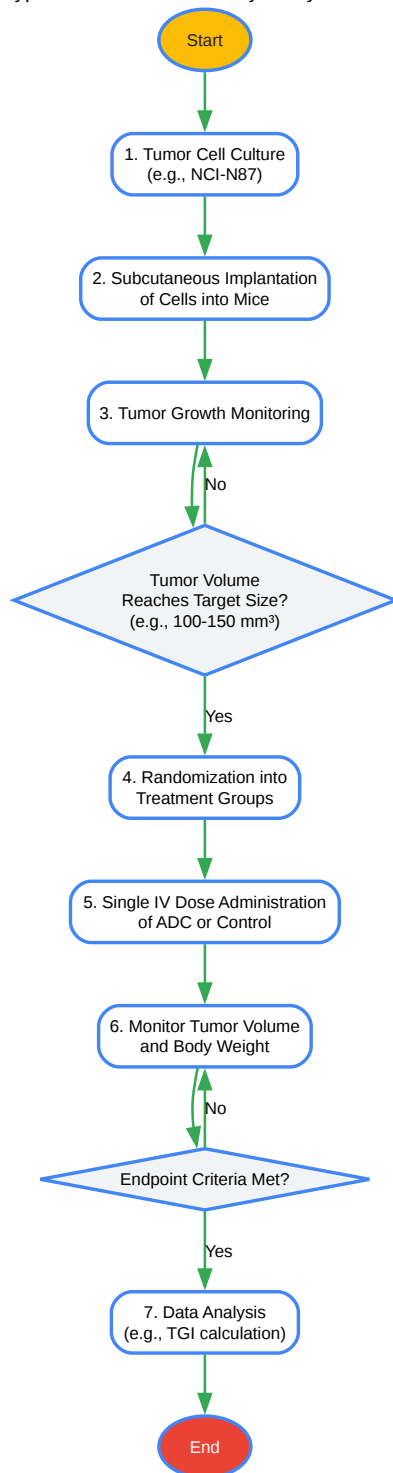 Start
1. Tumor Cell Culture
(e.g., NCI-N87)
2. Subcutaneous Implantation
of Cells into Mice
3. Tumor Growth Monitoring
No
Tumor Volume
Reaches Target Size?
(e.g., 100-150 mm³)
Yes
4. Randomization into
Treatment Groups
5. Single IV Dose Administration
of ADC or Control
6. Monitor Tumor Volume
and Body Weight
No
Endpoint Criteria Met?
Yes
7. Data Analysis
(e.g., TGI calculation)
End